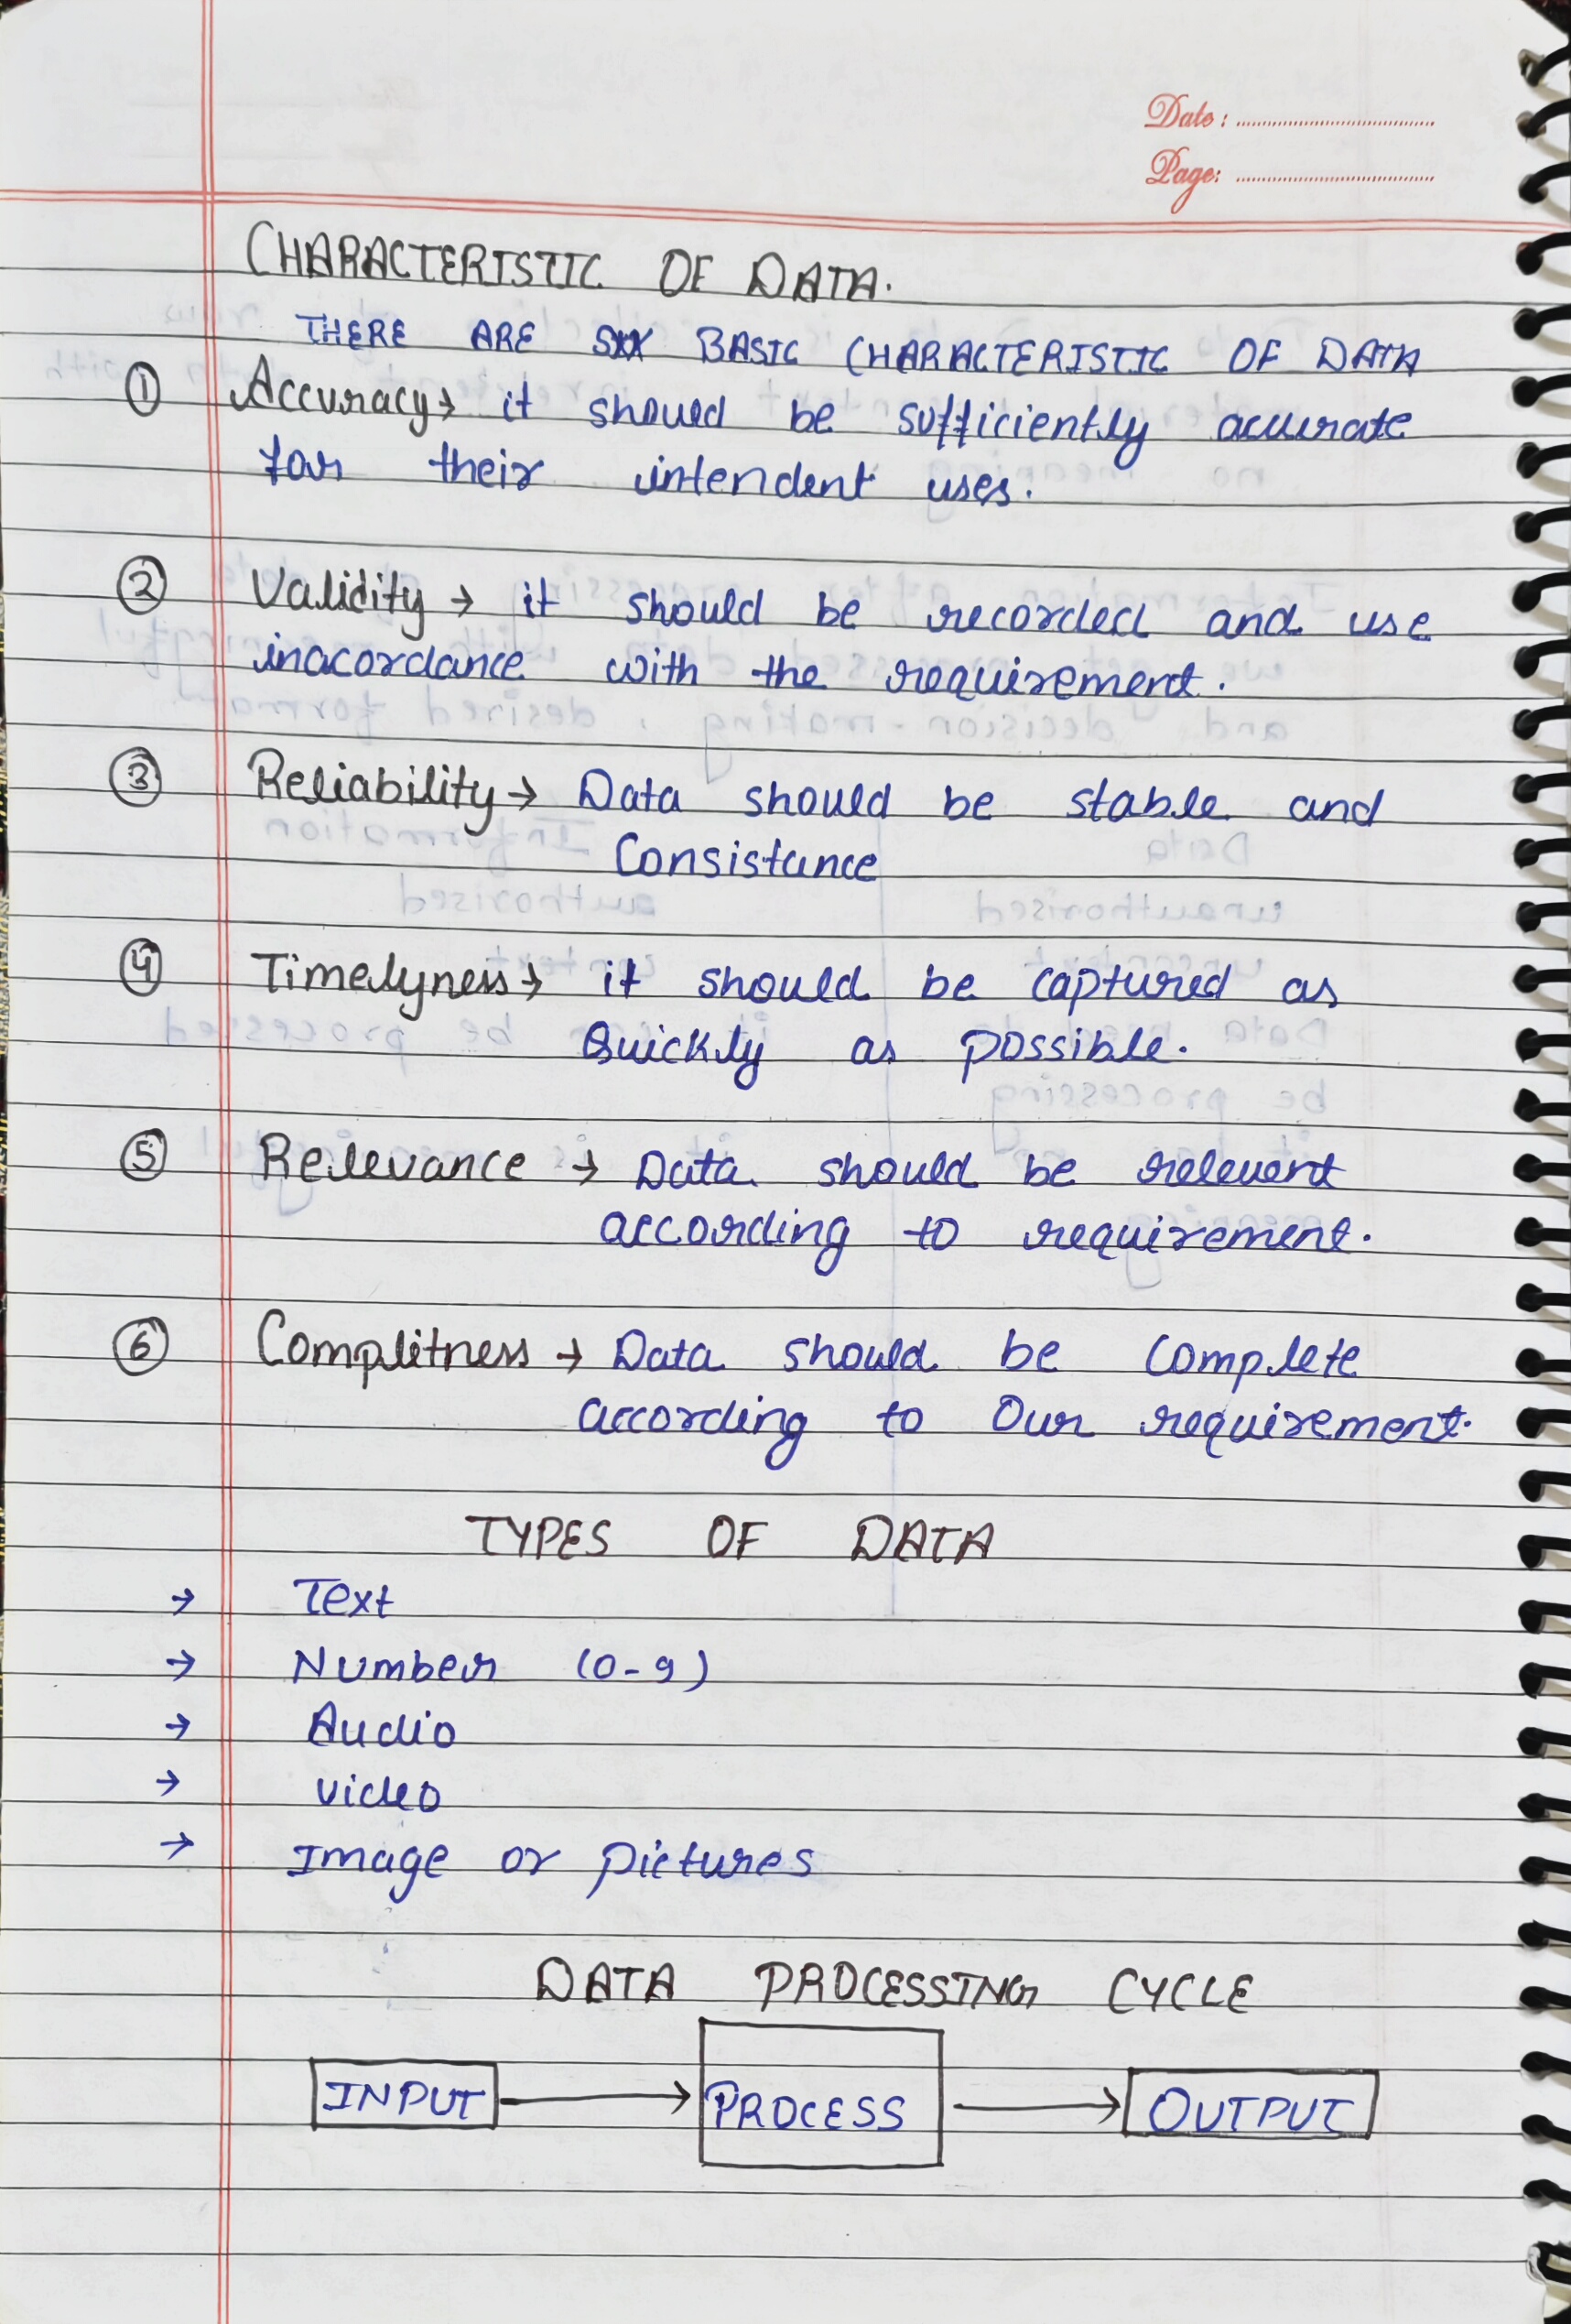 Date :
Page:
CHARACTERISTIC OF DATA.
THERE ARE SIX BASIC CHARACTERISTIC OF DATA
① Accuracy → it should be sufficiently accurate
for their intendent uses.
② Validity → it should be recorded and use
inacordance with the requirement.
③ Reliability → Data should be stable and
Consistance
④ Timelyness → it should be captured as
Quickly as possible.
⑤ Relevance → Data should be relevent
according to requirement.
⑥ Complitness → Data should be complete
according to our requirement.
TYPES OF DATA
→ Text
→ Number (0-9)
→ Audio
→ video
→ Image or pictures
DATA PROCESSING CYCLE
INPUT → PROCESS → OUTPUT